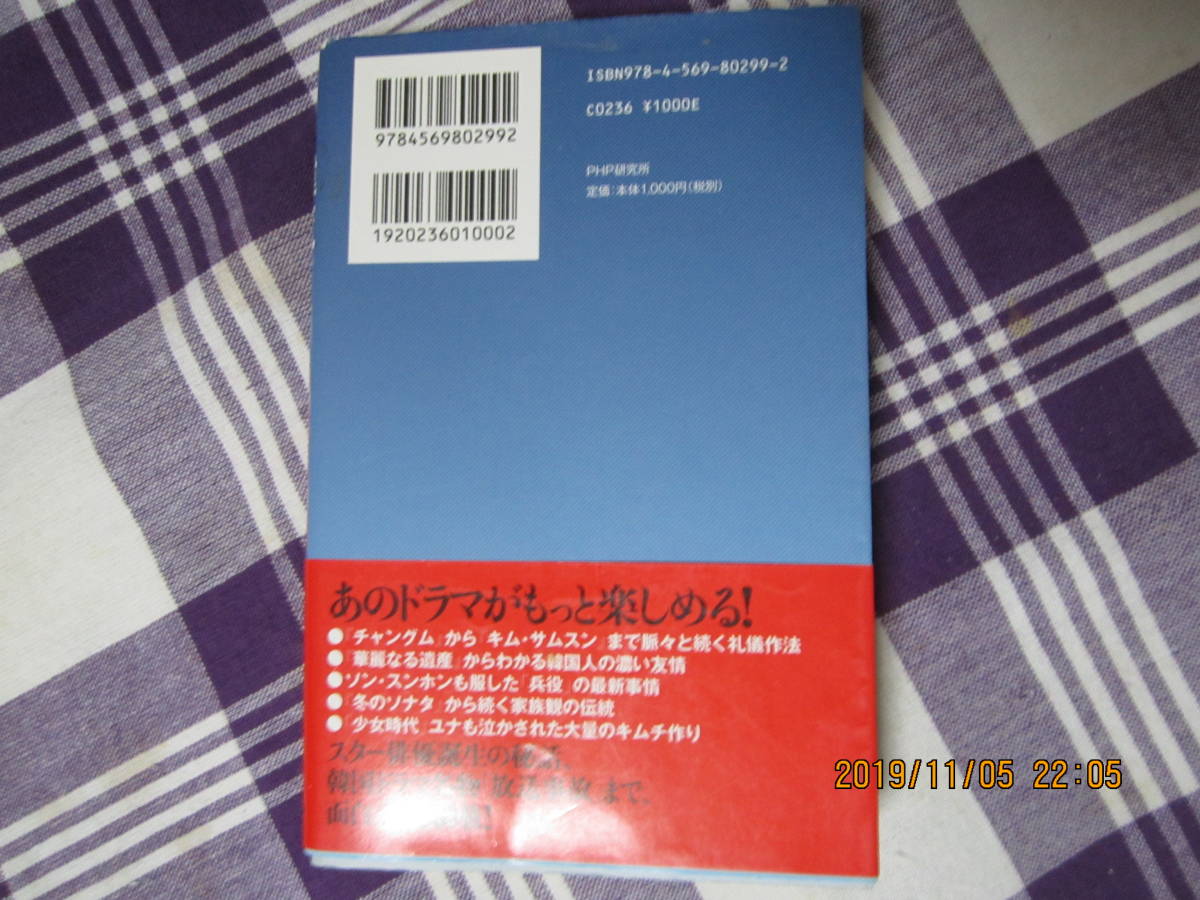 9784569802992
1920236010002
ISBN978-4-569-80299-2
C0236 ¥1000E
PHP研究所
定価:本体1,000円(税別)
あのドラマがもっと楽しめる!
●『チャングム』から『キム・サムスン』まで脈々と続く礼儀作法
●『華麗なる遺産』からわかる韓国人の濃い友情
●ソン・スンホンも服した「兵役」の最新事情
●『冬のソナタ』から続く家族観の伝統
●「少女時代」ユナも泣かされた大量のキムチ作り
スター俳優誕生の秘話、
韓国 まで、
2019/11/05 22:05